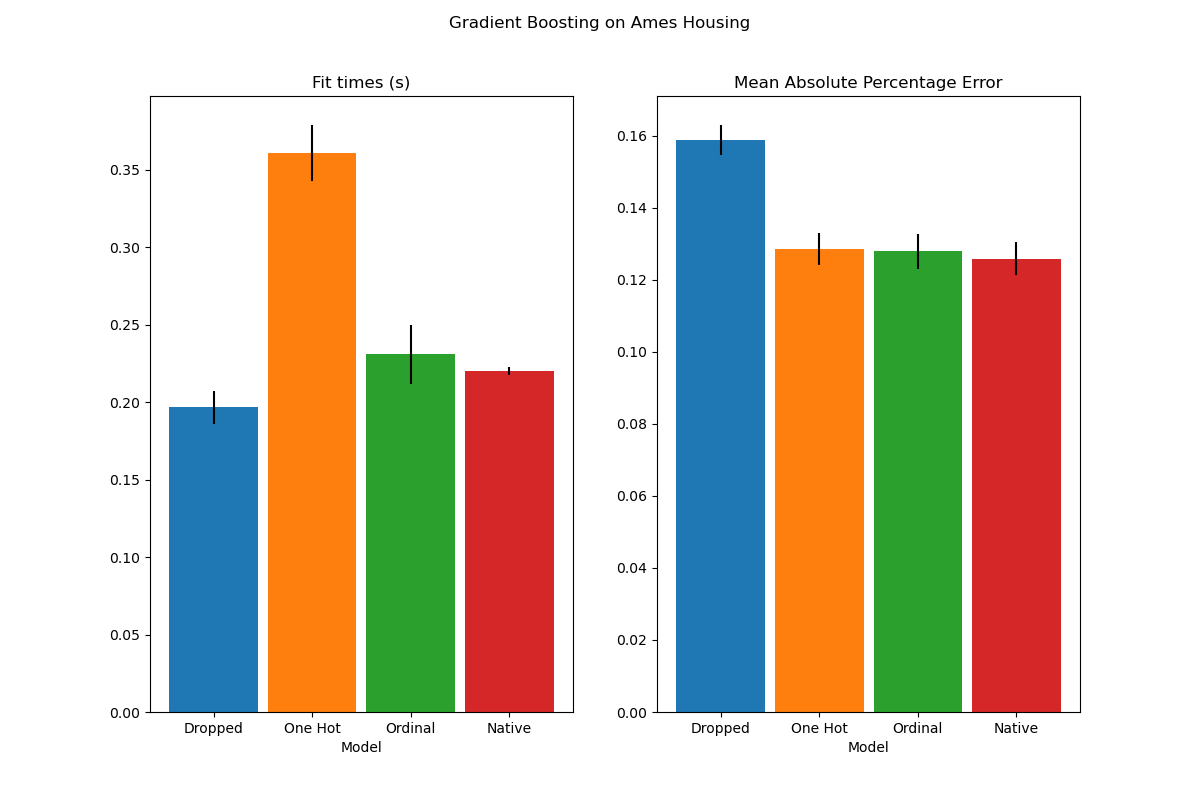 Gradient Boosting on Ames Housing
Fit times (s)
0.35
0.30
0.25
0.20
0.15
0.10
0.05
0.00
Dropped One Hot Ordinal Native
Model
Mean Absolute Percentage Error
0.16
0.14
0.12
0.10
0.08
0.06
0.04
0.02
0.00
Dropped One Hot Ordinal Native
Model